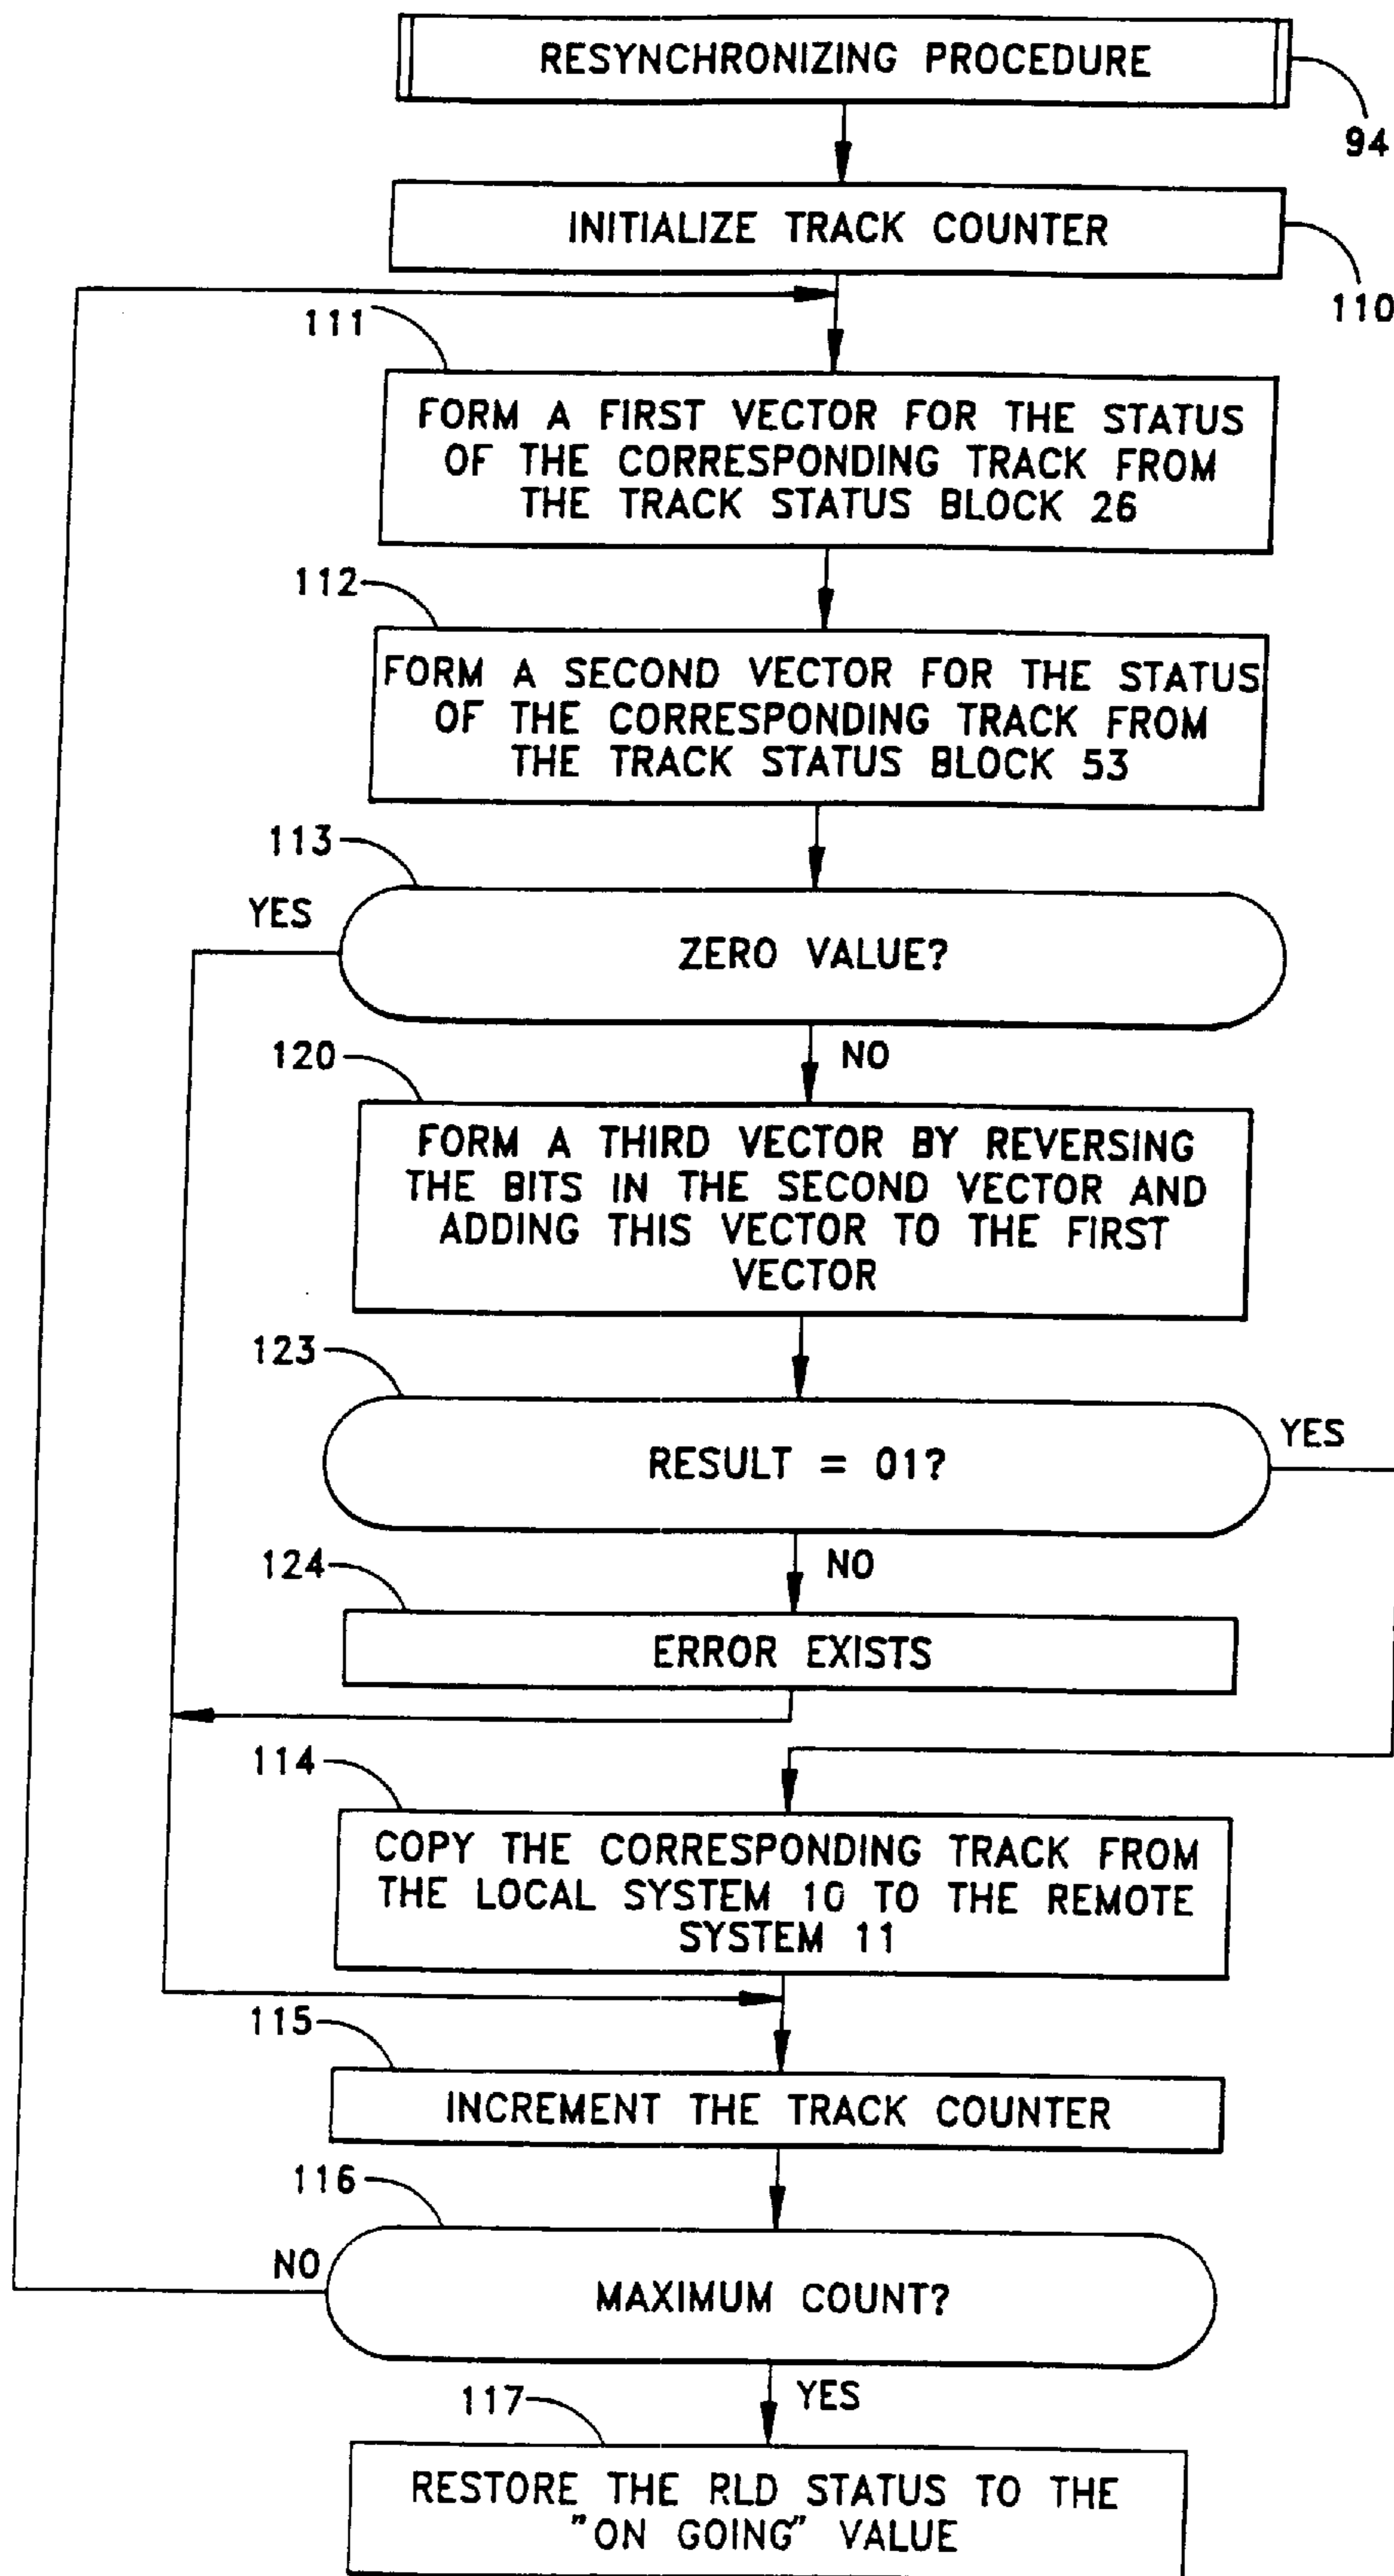 RESYNCHRONIZING PROCEDURE
94
INITIALIZE TRACK COUNTER
110
111
FORM A FIRST VECTOR FOR THE STATUS
OF THE CORRESPONDING TRACK FROM
THE TRACK STATUS BLOCK 26
112
FORM A SECOND VECTOR FOR THE STATUS
OF THE CORRESPONDING TRACK FROM
THE TRACK STATUS BLOCK 53
113
YES
ZERO VALUE?
NO
120
FORM A THIRD VECTOR BY REVERSING
THE BITS IN THE SECOND VECTOR AND
ADDING THIS VECTOR TO THE FIRST
VECTOR
123
RESULT = 01?
YES
NO
124
ERROR EXISTS
114
COPY THE CORRESPONDING TRACK FROM
THE LOCAL SYSTEM 10 TO THE REMOTE
SYSTEM 11
115
INCREMENT THE TRACK COUNTER
116
NO
MAXIMUM COUNT?
YES
117
RESTORE THE RLD STATUS TO THE
"ON GOING" VALUE